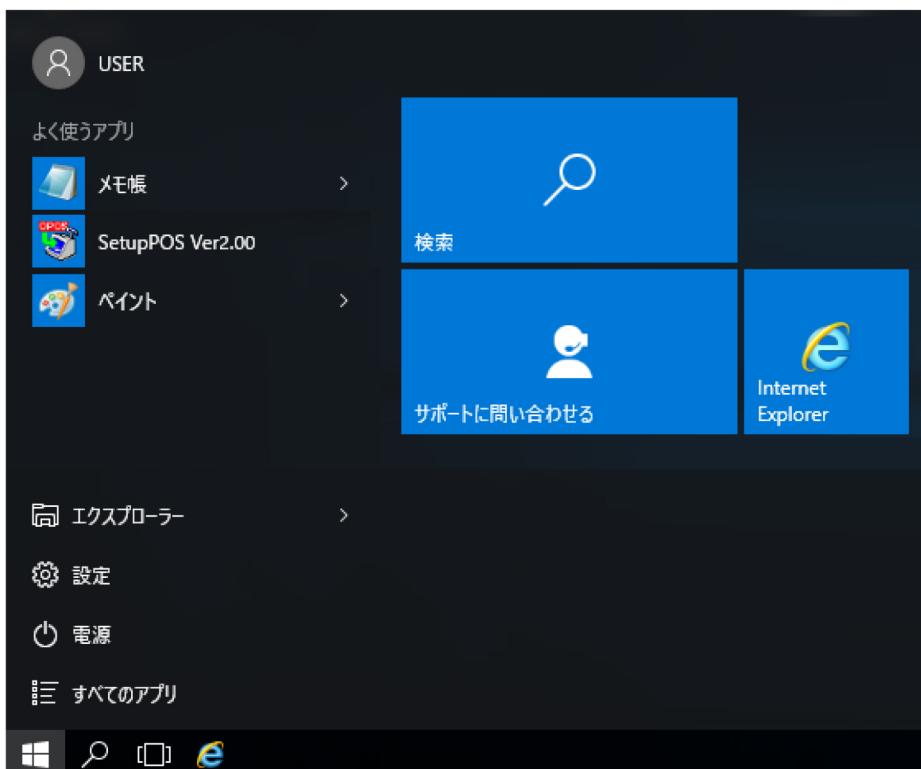 USER
よく使うアプリ
メモ帳
OPOS
SetupPOS Ver2.00
ペイント
エクスプローラー
設定
電源
すべてのアプリ
検索
サポートに問い合わせる
Internet
Explorer